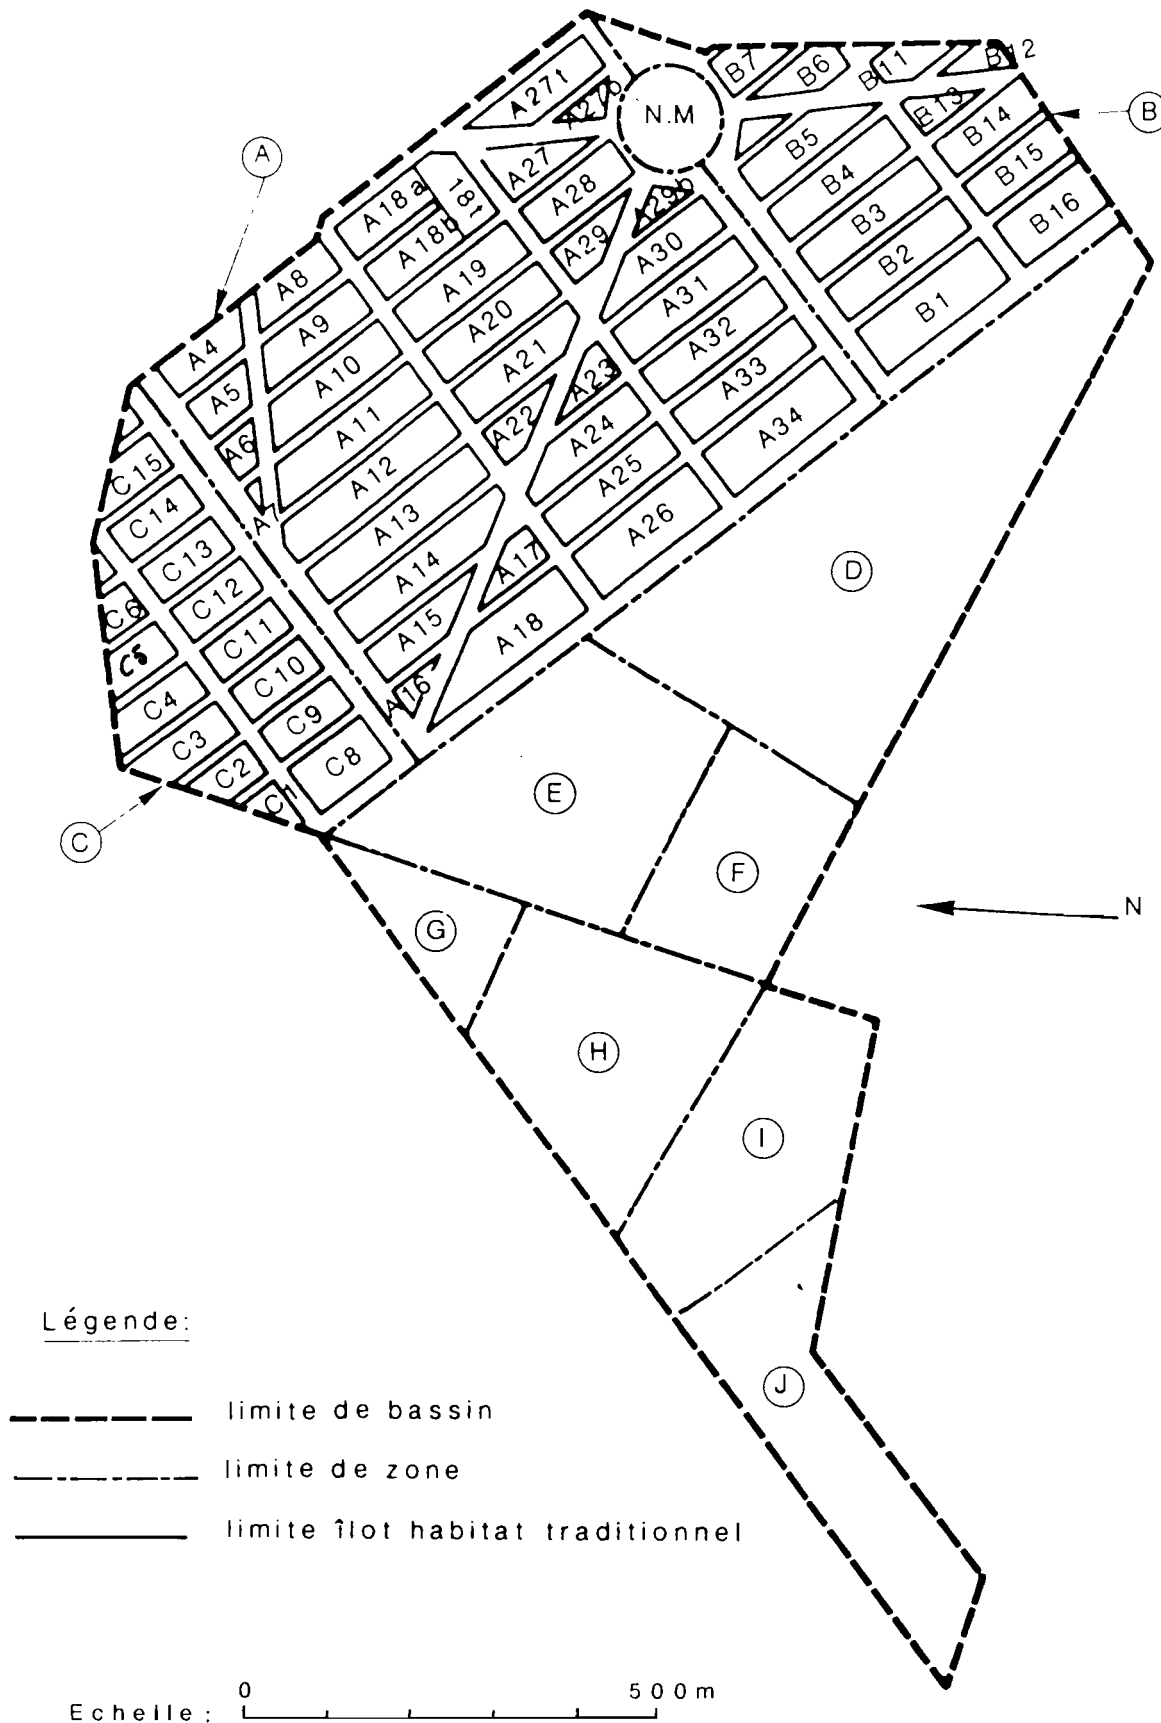 A27t
A27b
N.M
B7
B6
B11
B12
B
A
A27
B5
B13
B14
A18a
18t
A28
A29b
B4
B15
A18b
A29
A30
B3
B16
A8
A19
A31
B2
A4
A9
A20
A32
B1
A5
A10
A21
A23
A33
A6
A11
A22
A24
A34
C15
A7
A12
A25
C14
A13
A26
C13
A14
A17
D
C6
C12
A15
A18
C5
C11
A16
C4
C10
C3
C9
C2
C8
C1
E
C
F
G
N
H
I
J
Légende:
limite de bassin
limite de zone
limite îlot habitat traditionnel
0 500m
Echelle: